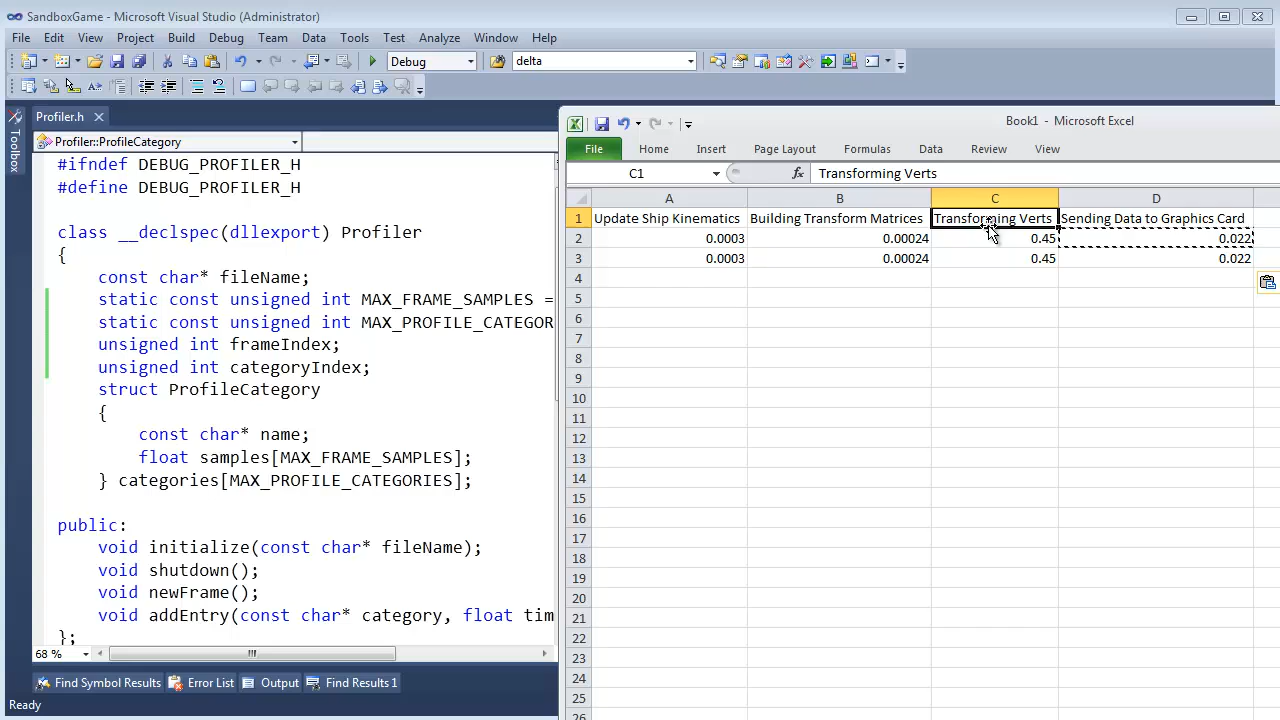 SandboxGame - Microsoft Visual Studio (Administrator)
File Edit View Project Build Debug Team Data Tools Test Analyze Window Help
Debug delta
Profiler.h
Toolbox
Profiler::ProfileCategory
#ifndef DEBUG_PROFILER_H
#define DEBUG_PROFILER_H
class __declspec(dllexport) Profiler
{
const char* fileName;
static const unsigned int MAX_FRAME_SAMPLES =
static const unsigned int MAX_PROFILE_CATEGOR
unsigned int frameIndex;
unsigned int categoryIndex;
struct ProfileCategory
{
const char* name;
float samples[MAX_FRAME_SAMPLES];
} categories[MAX_PROFILE_CATEGORIES];
public:
void initialize(const char* fileName);
void shutdown();
void newFrame();
void addEntry(const char* category, float tim
};
68 %
Find Symbol Results Error List Output Find Results 1
Ready
Book1 - Microsoft Excel
File Home Insert Page Layout Formulas Data Review View
C1 fx Transforming Verts
A B C D
1 Update Ship Kinematics Building Transform Matrices Transforming Verts Sending Data to Graphics Card
2 0.0003 0.00024 0.45 0.022
3 0.0003 0.00024 0.45 0.022
4
5
6
7
8
9
10
11
12
13
14
15
16
17
18
19
20
21
22
23
24
25
26